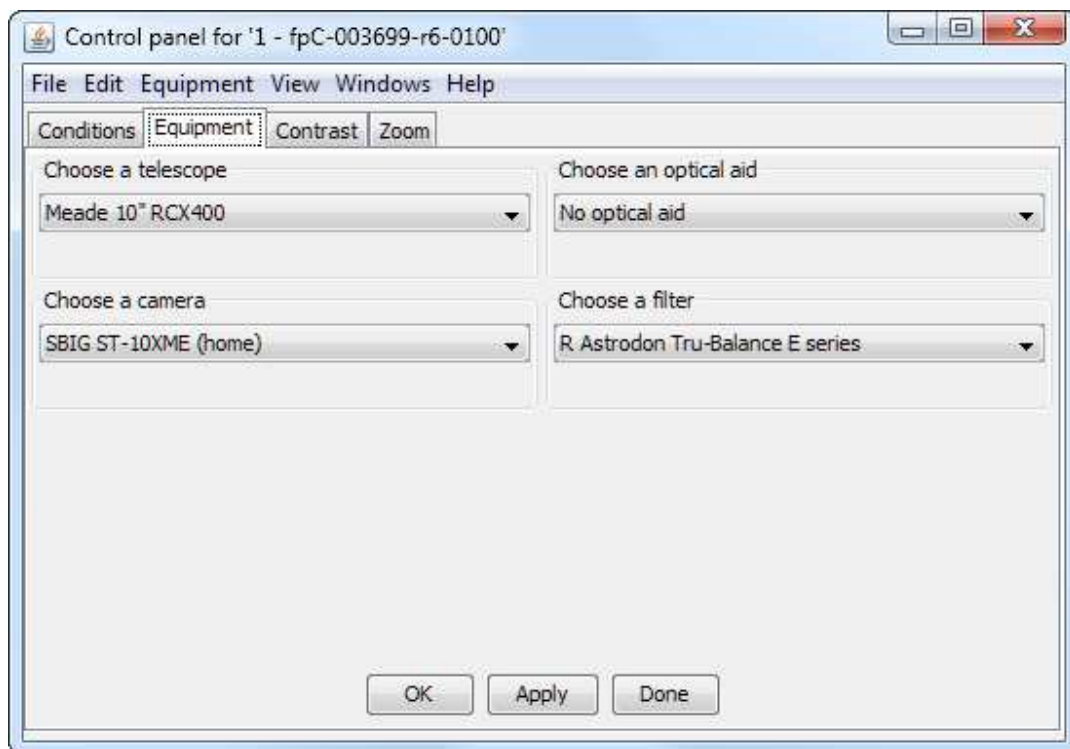 Control panel for '1 - fpC-003699-r6-0100'
File Edit Equipment View Windows Help
Conditions Equipment Contrast Zoom
Choose a telescope
Meade 10" RCX400
Choose an optical aid
No optical aid
Choose a camera
SBIG ST-10XME (home)
Choose a filter
R Astrodon Tru-Balance E series
OK Apply Done